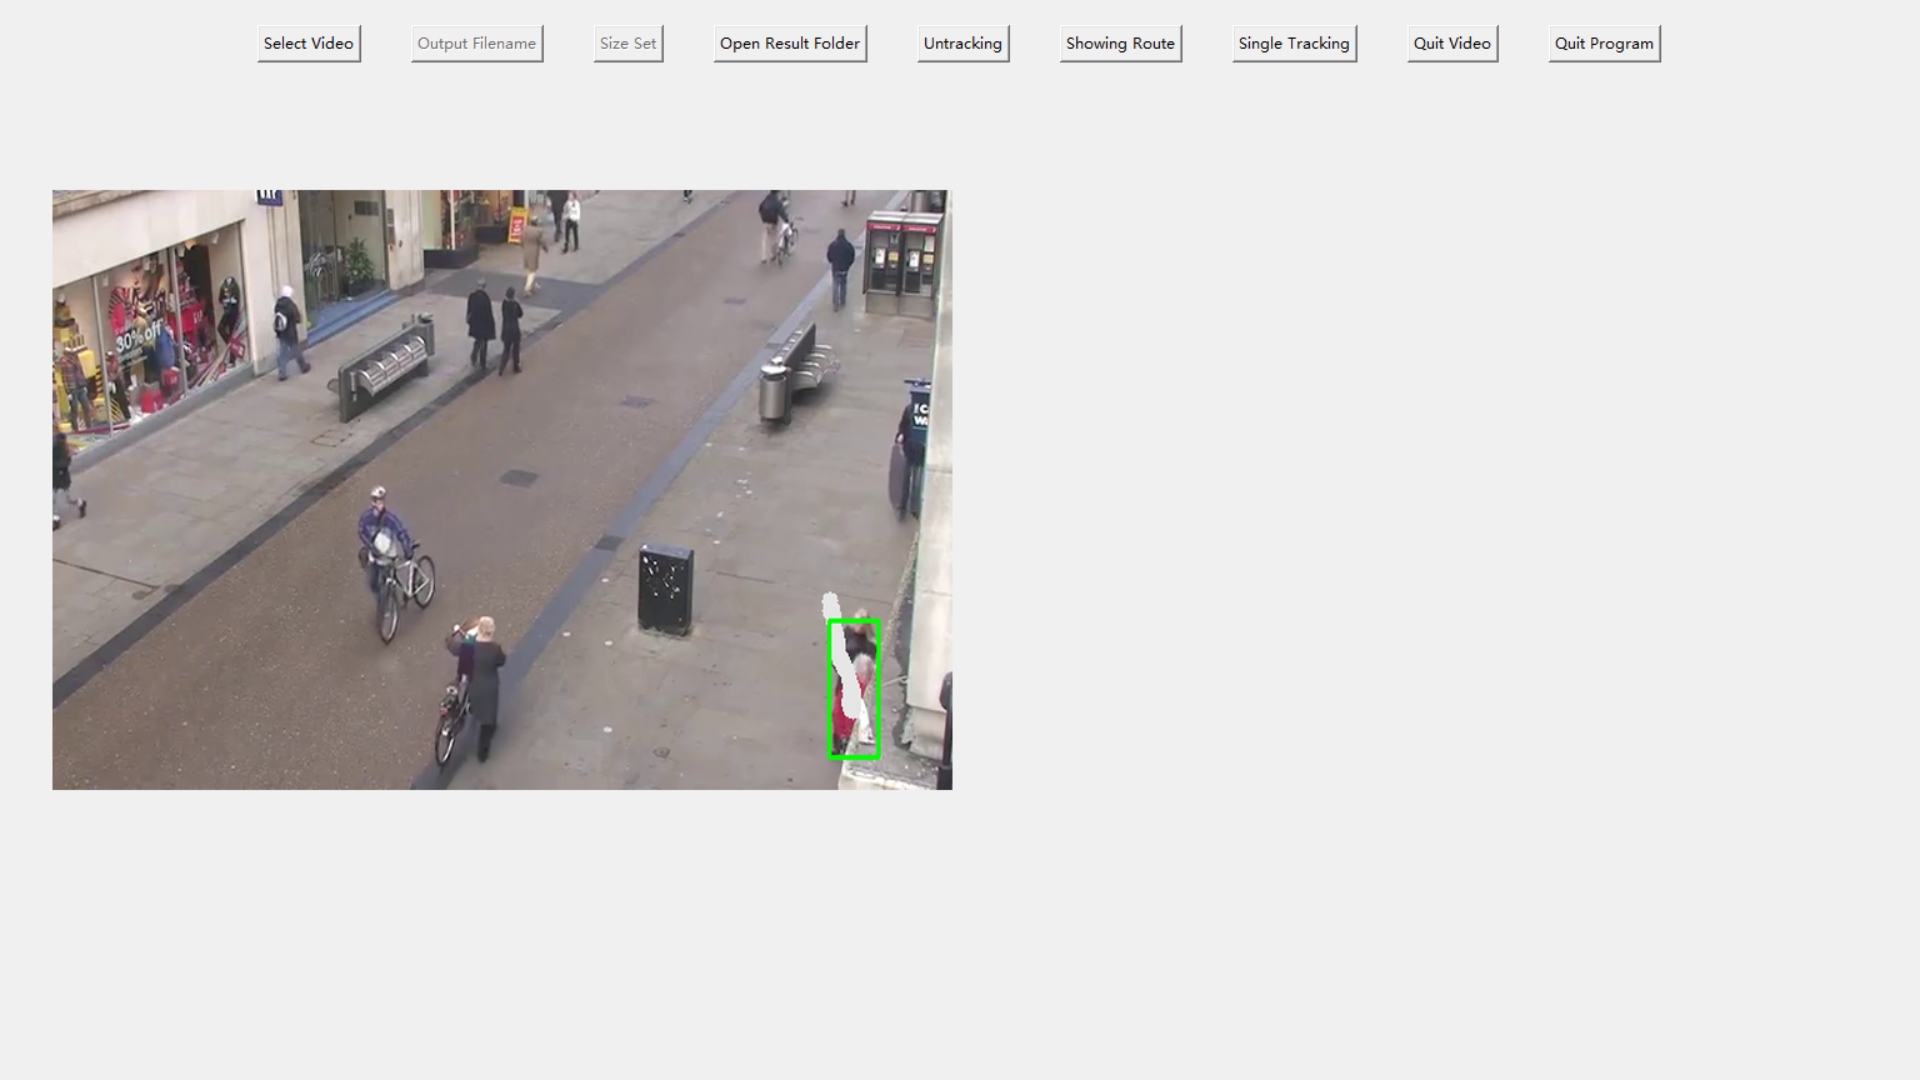 Select Video
Output Filename
Size Set
Open Result Folder
Untracking
Showing Route
Single Tracking
Quit Video
Quit Program
30% off